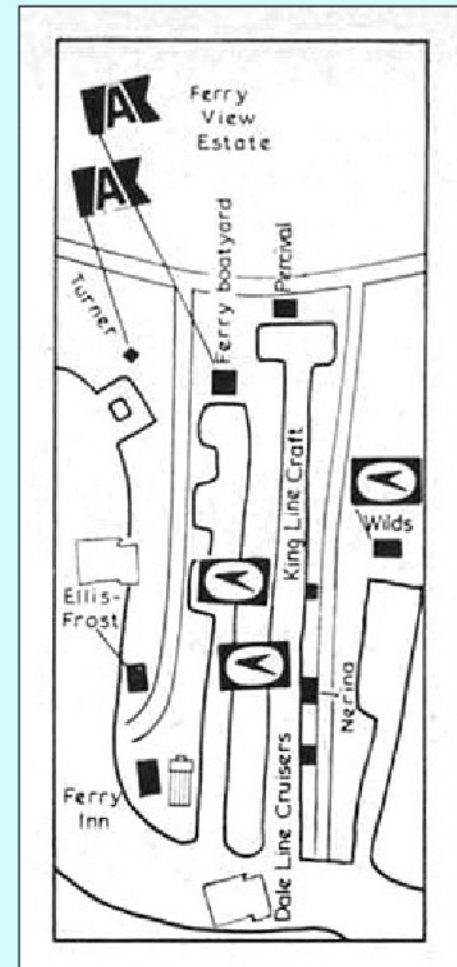 Ferry
View
Estate
A
A
Turner
Ferry boatyard
Percival
King Line Craft
Wilds
Ellis-
Frost
Nerina
Ferry
Inn
Dale Line Cruisers